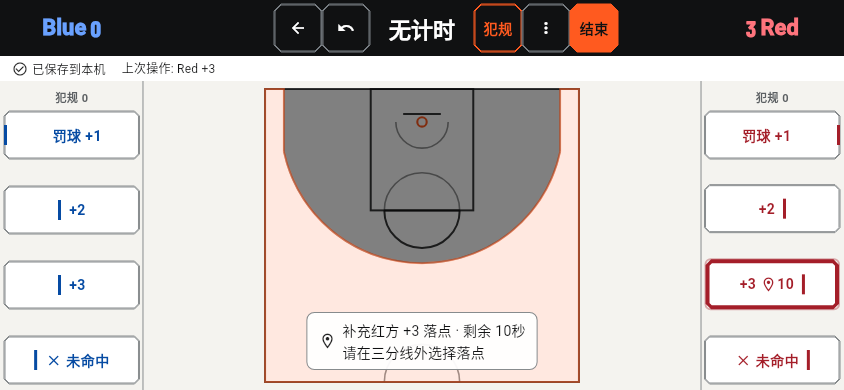 Blue 0
无计时
犯规
结束
3 Red
已保存到本机
上次操作: Red +3
犯规 0
罚球 +1
+2
+3
× 未命中
补充红方 +3 落点 · 剩余 10秒
请在三分线外选择落点
犯规 0
罚球 +1
+2
+3 10
× 未命中